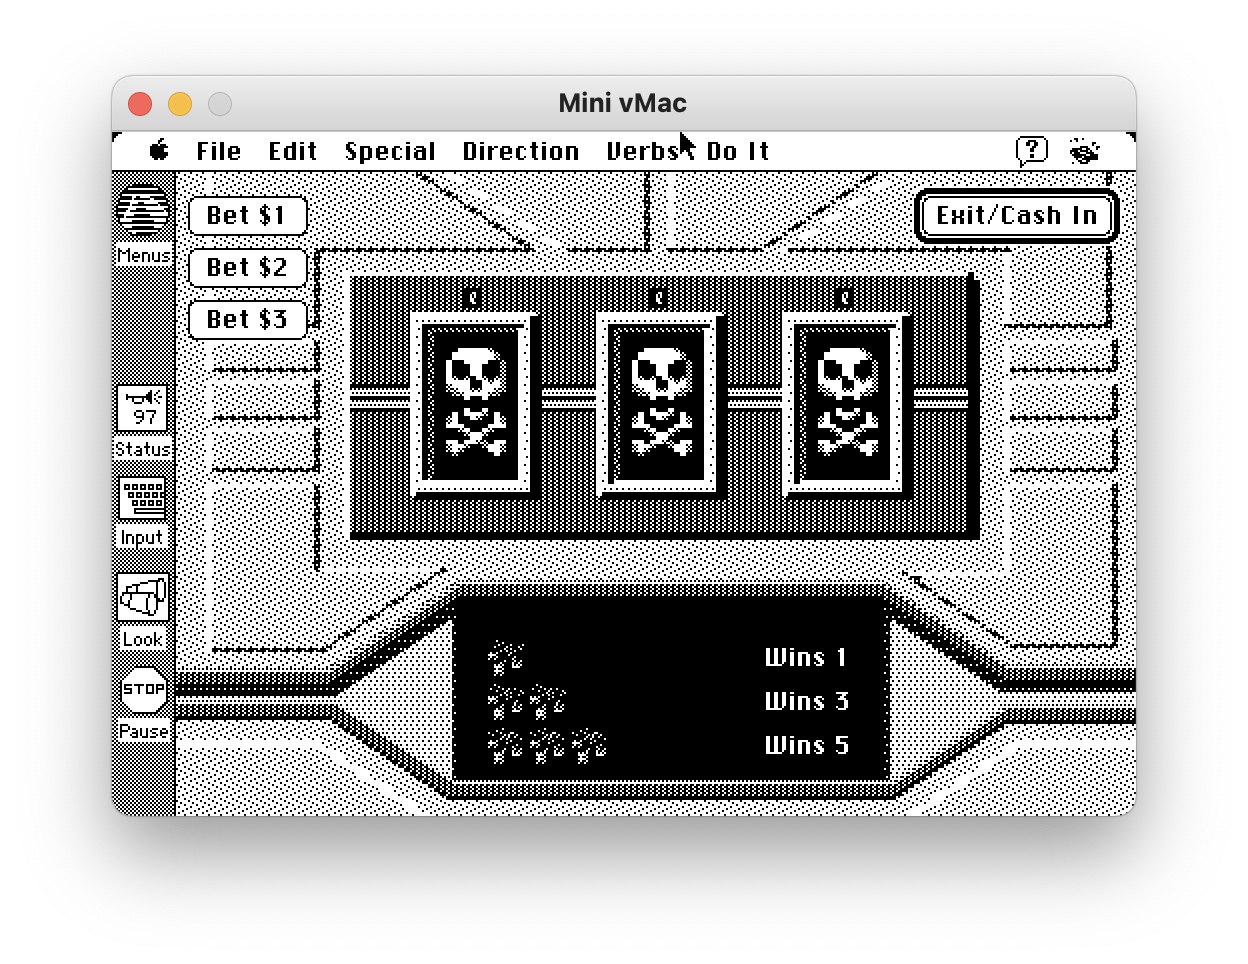 Mini vMac
File Edit Special Direction Verbs Do It ?
Menus
Bet $1
Exit/Cash In
Bet $2
Bet $3
97
Status
Input
Look
STOP
Pause
Wins 1
Wins 3
Wins 5